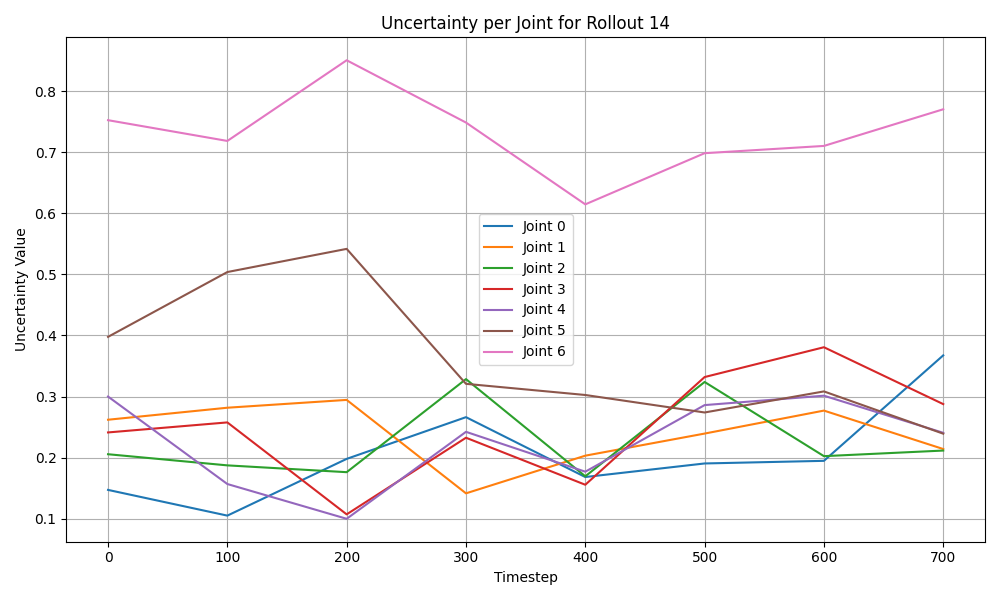 Uncertainty per Joint for Rollout 14
Uncertainty Value
0.8
0.7
0.6
0.5
0.4
0.3
0.2
0.1
Joint 0
Joint 1
Joint 2
Joint 3
Joint 4
Joint 5
Joint 6
0 100 200 300 400 500 600 700
Timestep